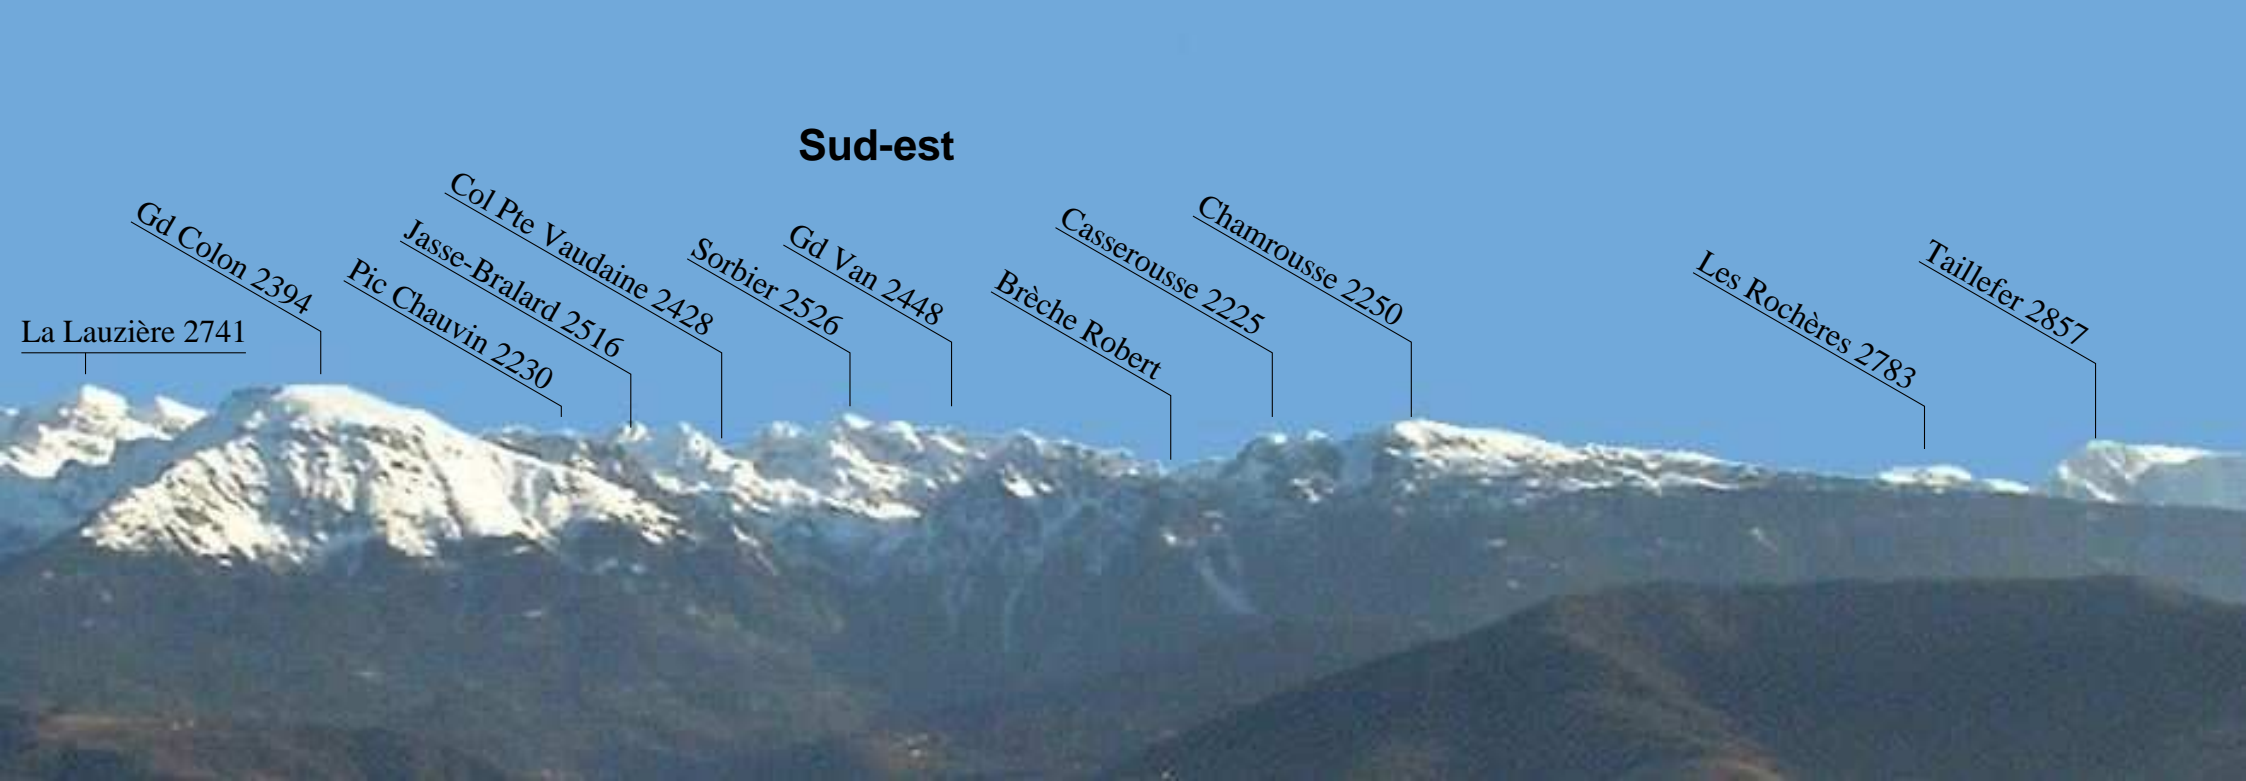 Sud-est
La Lauzière 2741
Gd Colon 2394
Pic Chauvin 2230
Jasse-Bralard 2516
Col Pte Vaudaine 2428
Sorbier 2526
Gd Van 2448
Brèche Robert
Casserousse 2225
Chamrousse 2250
Les Rochères 2783
Taillefer 2857